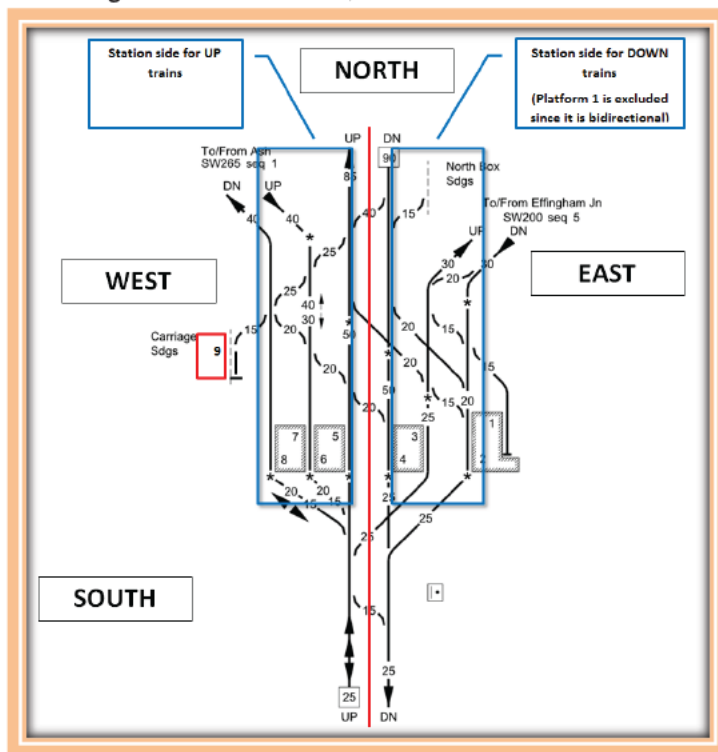 Station side for UP
trains
NORTH
Station side for DOWN
trains
(Platform 1 is excluded
since it is bidirectional)
UP DN
90
85
To/From Ash
SW265 seq 1
DN UP
40 40
North Box
Sdgs
40 15
To/From Effingham Jn
SW200 seq 5
UP DN
30 20 30
25
WEST
EAST
25
40
30
Carriage
Sdgs
9
15
20
50
20
15
20
20
50
15
15
20
25
20
7 5
8 6
3
4
1
2
20 15 20 15
25
25
25
SOUTH
15
25
25
UP DN